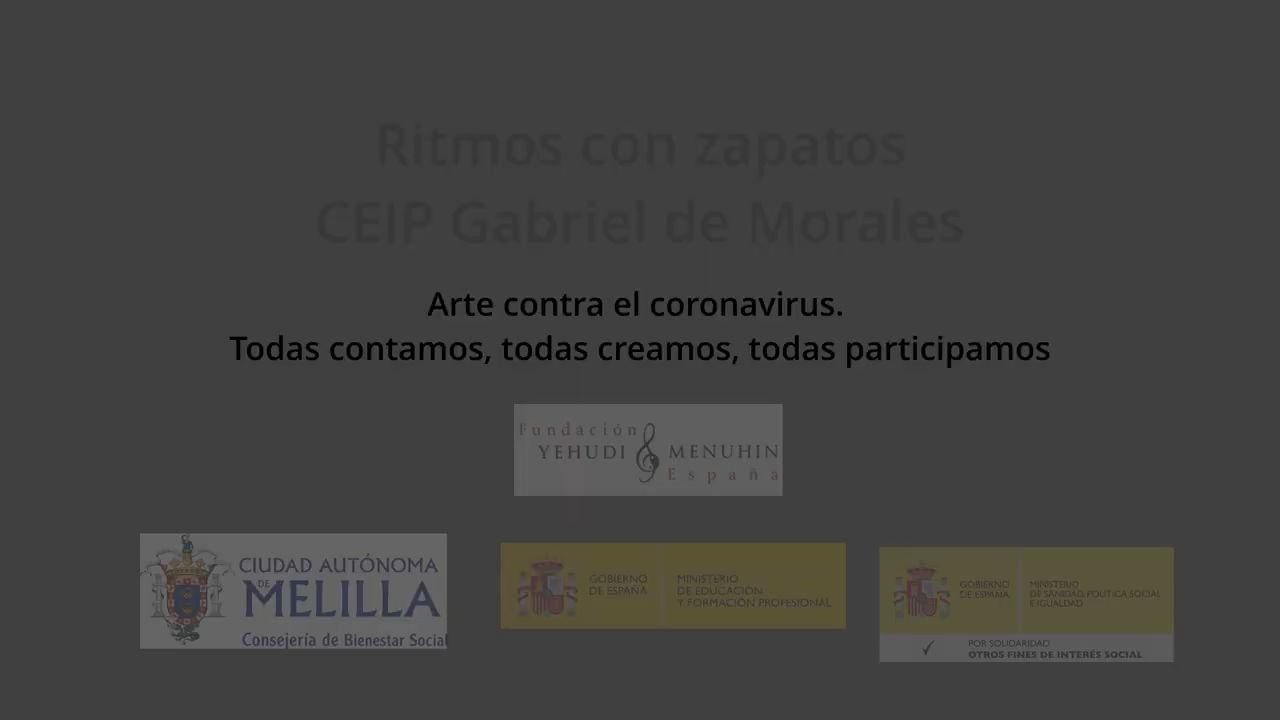 Ritmos con zapatos
CEIP Gabriel de Morales
Arte contra el coronavirus.
Todas contamos, todas creamos, todas participamos
Fundación
YEHUDI MENUHIN
España
CIUDAD AUTÓNOMA
DE
MELILLA
Consejería de Bienestar Social
GOBIERNO
DE ESPAÑA
MINISTERIO
DE EDUCACIÓN
Y FORMACIÓN PROFESIONAL
GOBIERNO
DE ESPAÑA
MINISTERIO
DE SANIDAD, POLÍTICA SOCIAL
E IGUALDAD
POR SOLIDARIDAD
OTROS FINES DE INTERÉS SOCIAL